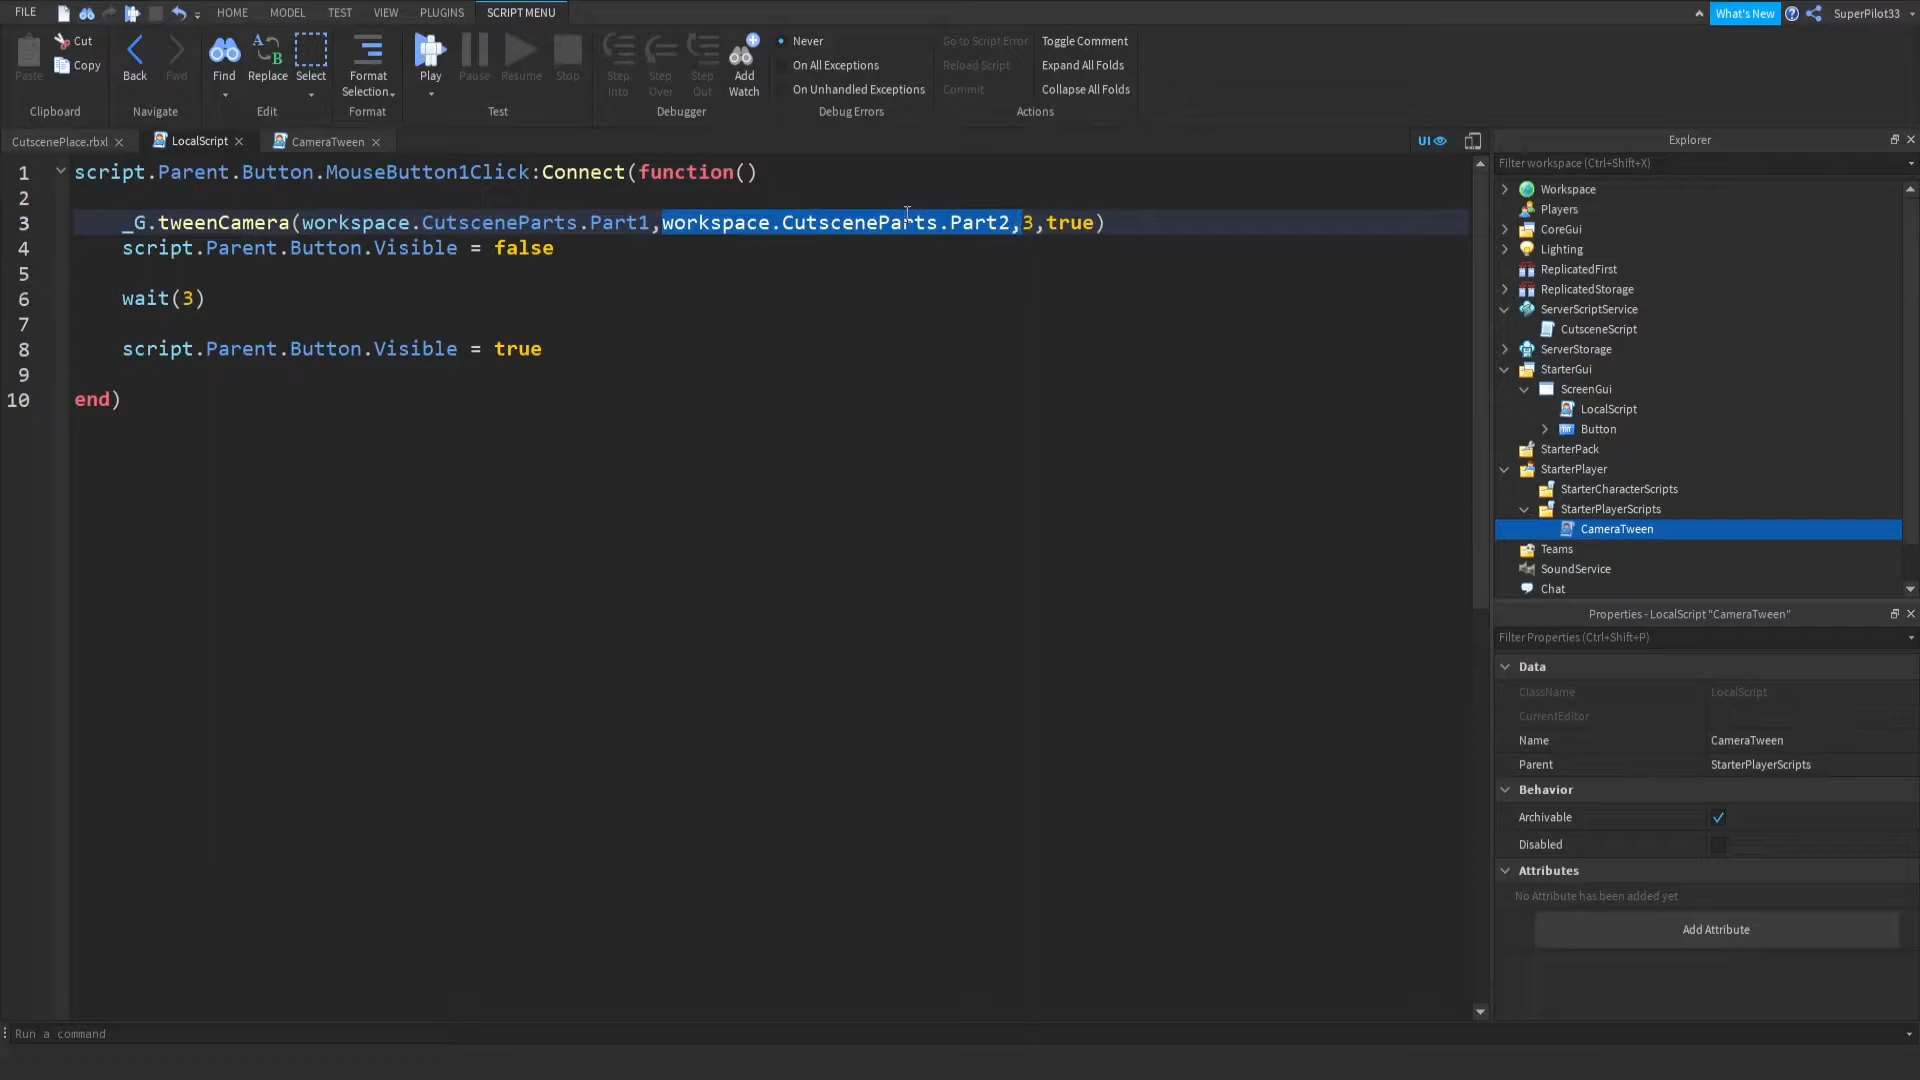 FILE HOME MODEL TEST VIEW PLUGINS SCRIPT MENU What's New SuperPilot33
Cut
Copy
Paste
Clipboard
Back Fwd
Navigate
Find Replace Select
Edit
Format
Selection
Format
Play Pause Resume Stop
Test
Step
Into
Step
Over
Step
Out
Add
Watch
Debugger
Never
On All Exceptions
On Unhandled Exceptions
Debug Errors
Go to Script Error
Reload Script
Commit
Toggle Comment
Expand All Folds
Collapse All Folds
Actions
CutscenePlace.rbxl LocalScript CameraTween UI
1 script.Parent.Button.MouseButton1Click:Connect(function()
2
3 _G.tweenCamera(workspace.CutsceneParts.Part1,workspace.CutsceneParts.Part2,3,true)
4 script.Parent.Button.Visible = false
5
6 wait(3)
7
8 script.Parent.Button.Visible = true
9
10 end)
Explorer
Filter workspace (Ctrl+Shift+X)
Workspace
Players
CoreGui
Lighting
ReplicatedFirst
ReplicatedStorage
ServerScriptService
CutsceneScript
ServerStorage
StarterGui
ScreenGui
LocalScript
Button
StarterPack
StarterPlayer
StarterCharacterScripts
StarterPlayerScripts
CameraTween
Teams
SoundService
Chat
Properties - LocalScript "CameraTween"
Filter Properties (Ctrl+Shift+P)
Data
ClassName LocalScript
CurrentEditor
Name CameraTween
Parent StarterPlayerScripts
Behavior
Archivable
Disabled
Attributes
No Attribute has been added yet
Add Attribute
Run a command